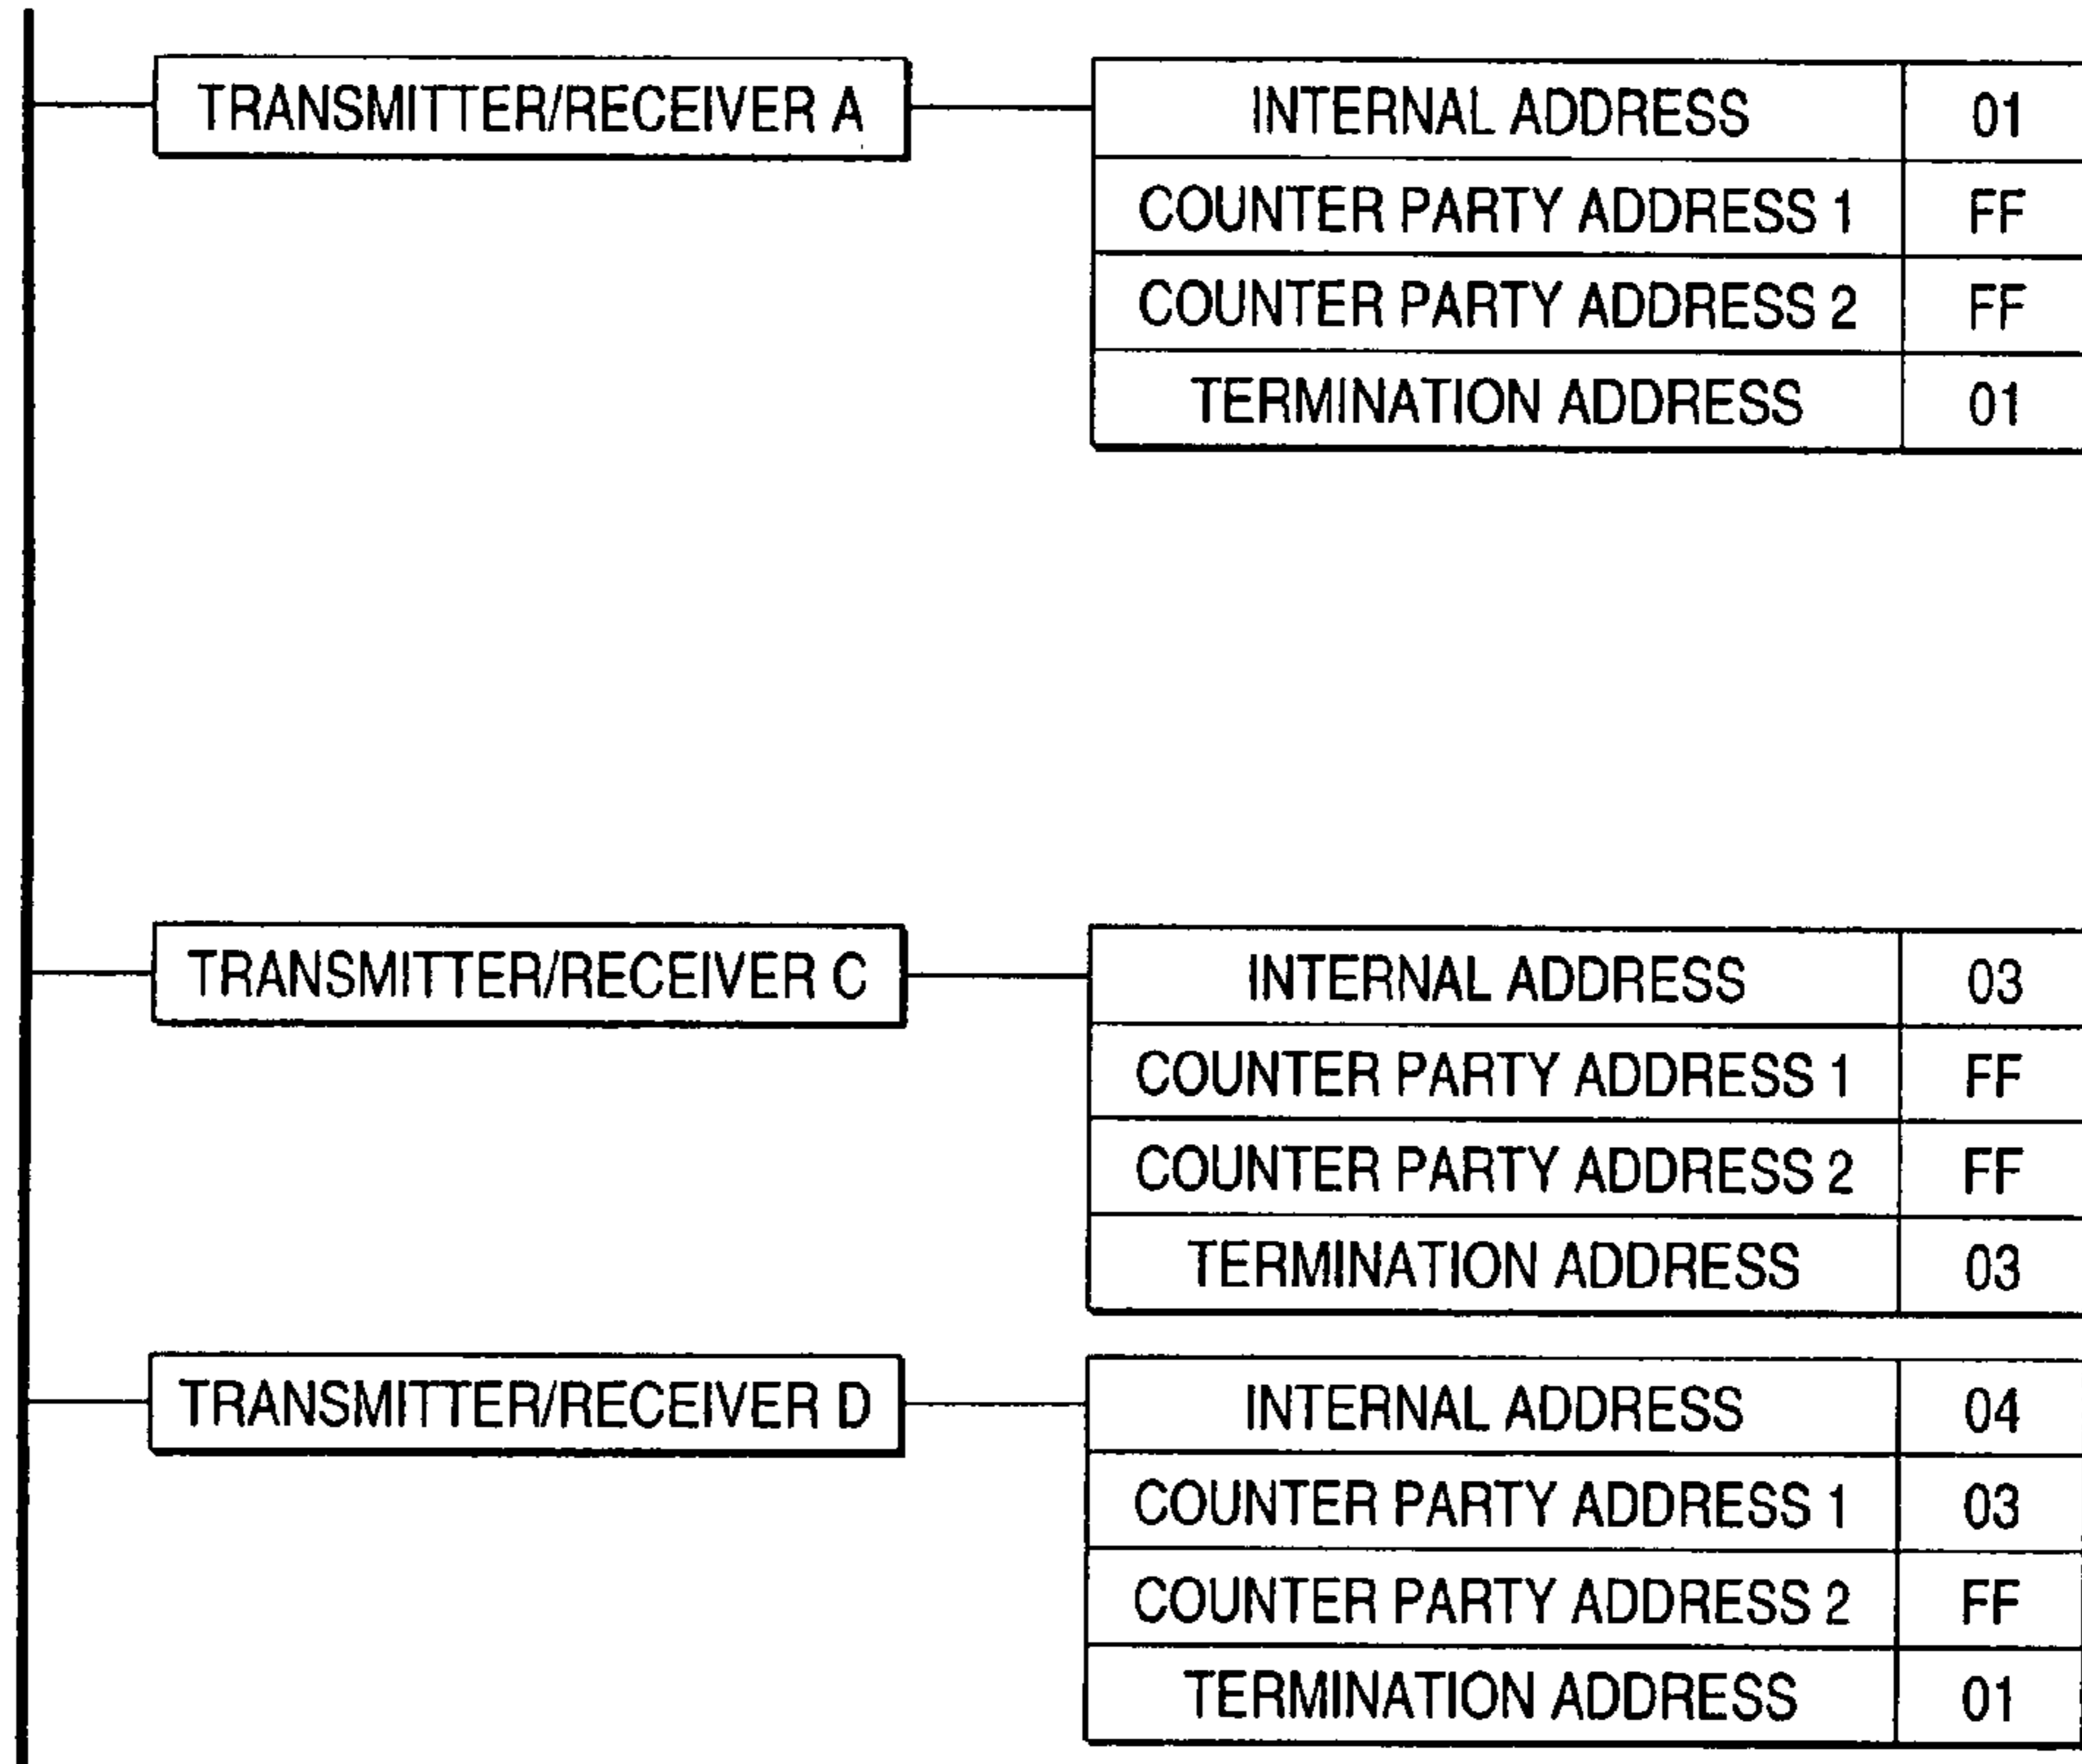 TRANSMITTER/RECEIVER A
INTERNAL ADDRESS 01
COUNTER PARTY ADDRESS 1 FF
COUNTER PARTY ADDRESS 2 FF
TERMINATION ADDRESS 01
TRANSMITTER/RECEIVER C
INTERNAL ADDRESS 03
COUNTER PARTY ADDRESS 1 FF
COUNTER PARTY ADDRESS 2 FF
TERMINATION ADDRESS 03
TRANSMITTER/RECEIVER D
INTERNAL ADDRESS 04
COUNTER PARTY ADDRESS 1 03
COUNTER PARTY ADDRESS 2 FF
TERMINATION ADDRESS 01